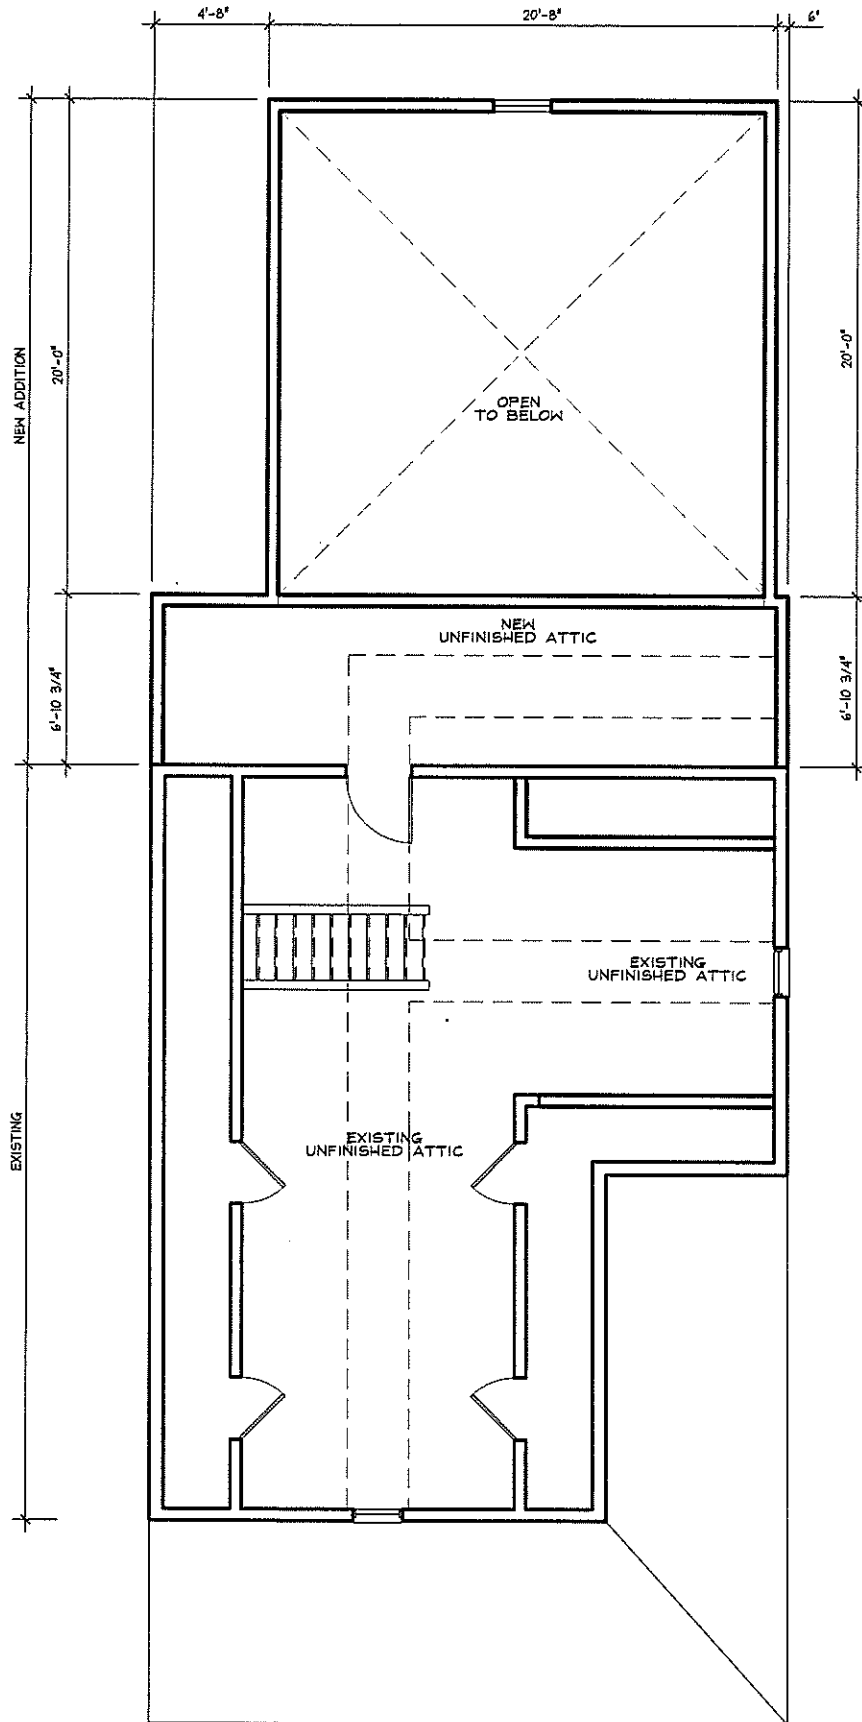 4'-8"
20'-8"
6"
NEW ADDITION
20'-0"
20'-0"
OPEN
TO BELOW
NEW
UNFINISHED ATTIC
6'-10 3/4"
6'-10 3/4"
EXISTING
UNFINISHED ATTIC
EXISTING
EXISTING
UNFINISHED ATTIC